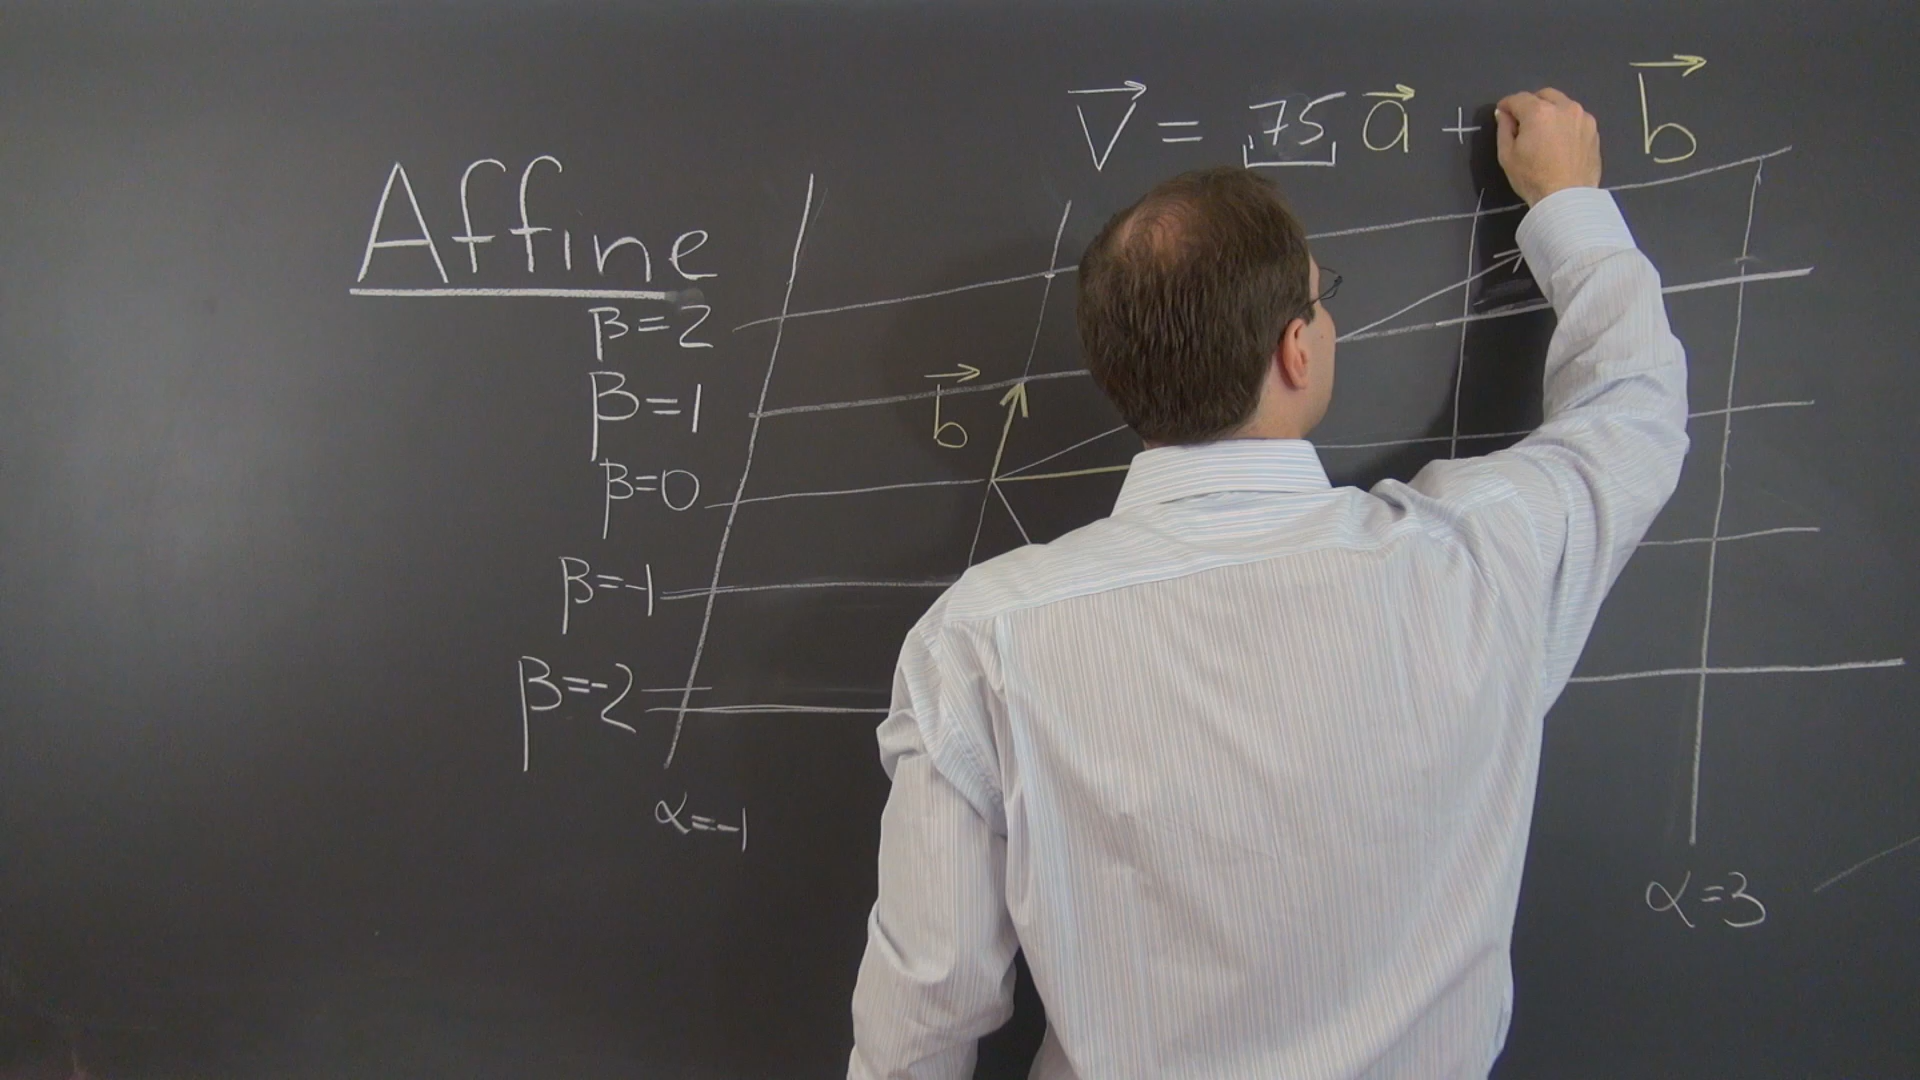 v = .75 a + b
Affine
β=2
β=1
b
β=0
β=-1
β=-2
α=-1
α=3